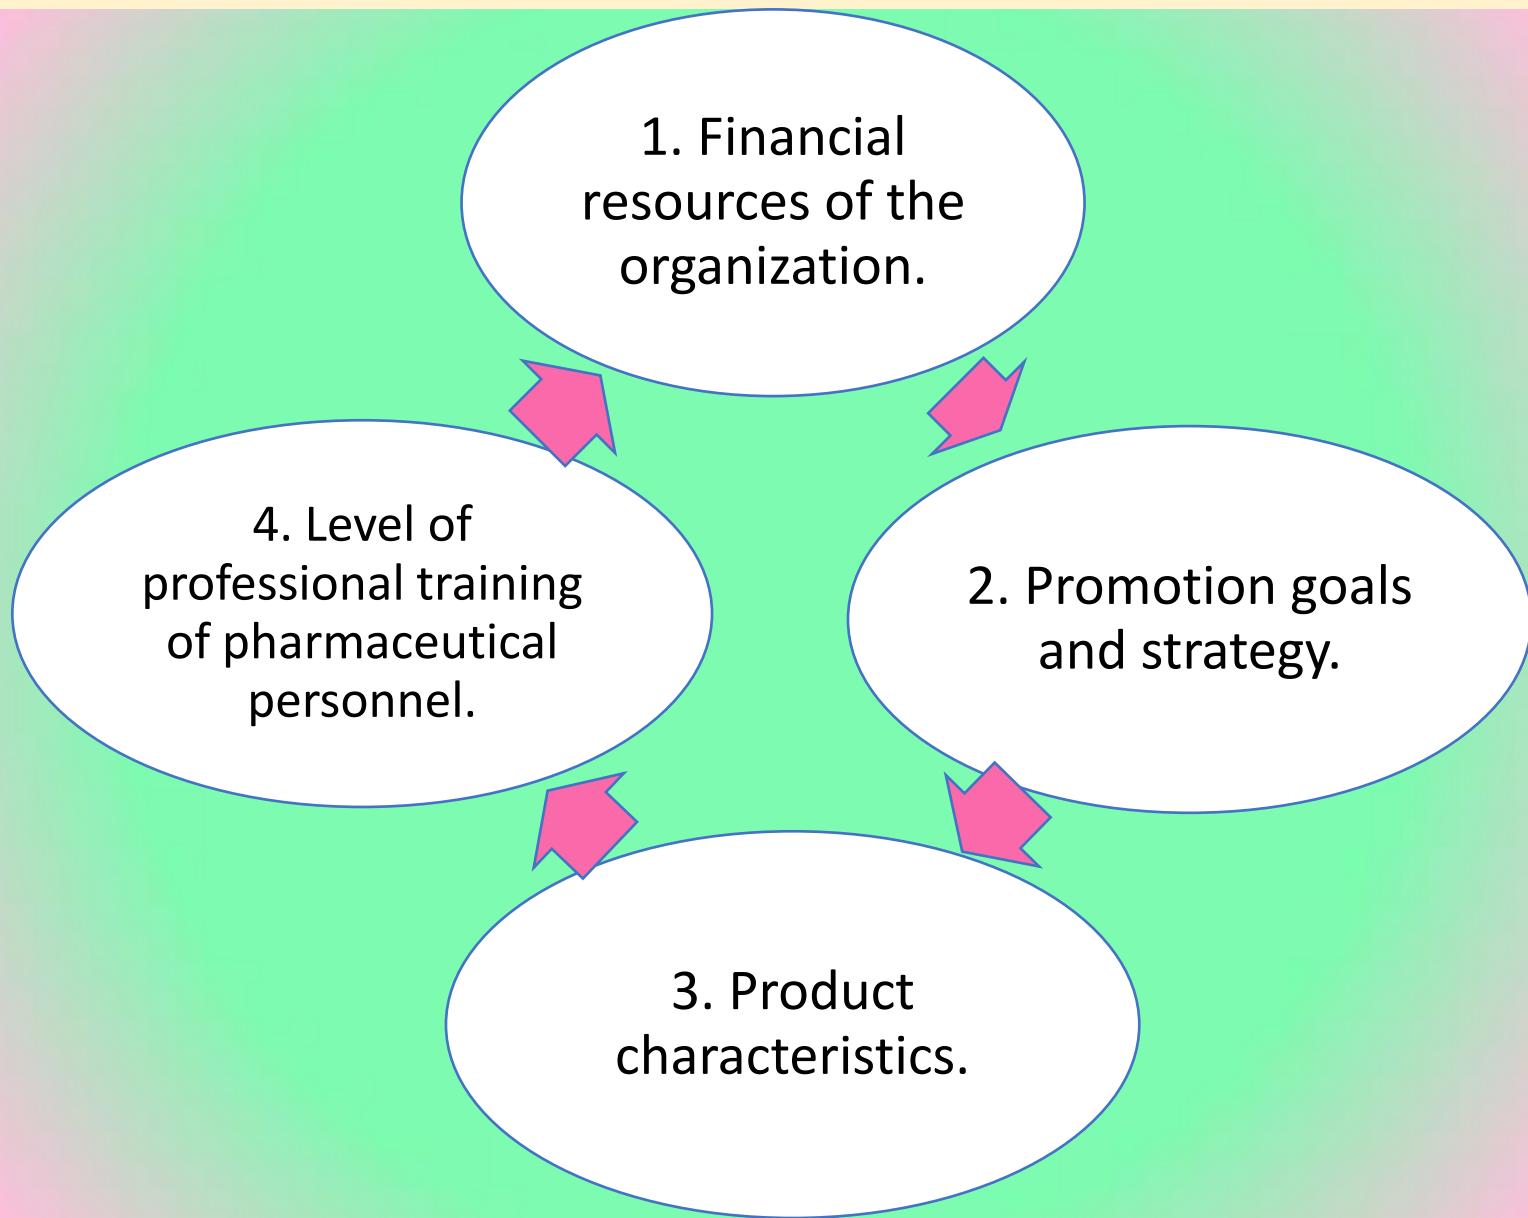 1. Financial
resources of the
organization.
2. Promotion goals
and strategy.
3. Product
characteristics.
4. Level of
professional training
of pharmaceutical
personnel.